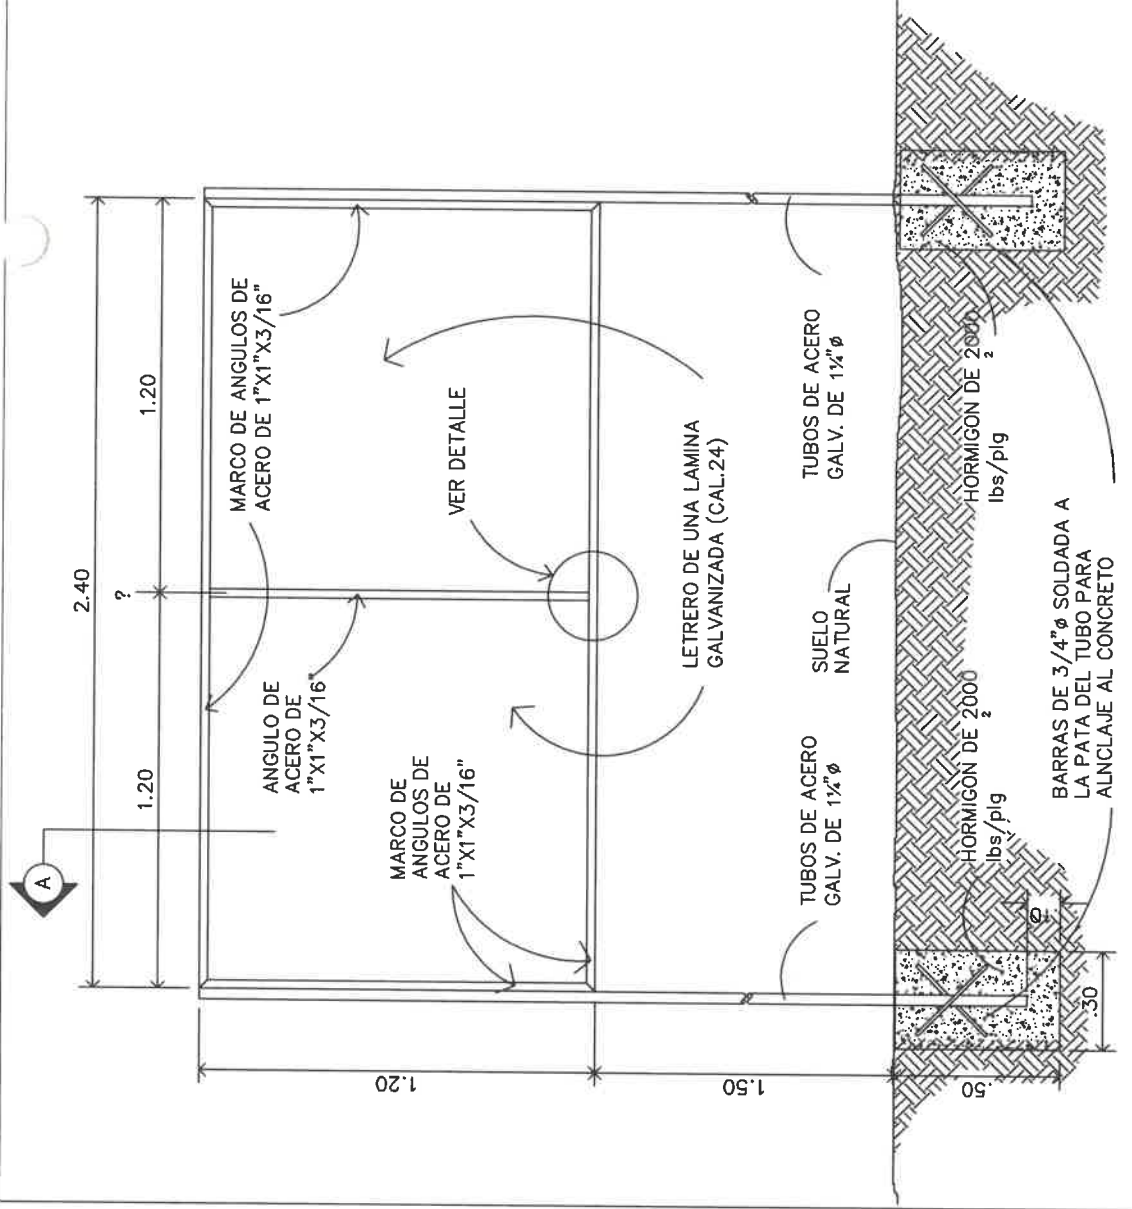 A
2.40
1.20
1.20
?
MARCO DE ANGULOS DE
ACERO DE 1"X1"X3/16"
ANGULO DE
ACERO DE
1"X1"X3/16"
VER DETALLE
MARCO DE
ANGULOS DE
ACERO DE
1"X1"X3/16"
LETRERO DE UNA LAMINA
GALVANIZADA (CAL.24)
TUBOS DE ACERO
GALV. DE 1¼"ø
TUBOS DE ACERO
GALV. DE 1¼"ø
SUELO
NATURAL
HORMIGON DE 2000
lbs/plg 2
HORMIGON DE 2000
lbs/plg 2
BARRAS DE 3/4"ø SOLDADA A
LA PATA DEL TUBO PARA
ALNCLAJE AL CONCRETO
1.20
1.50
.50
.30